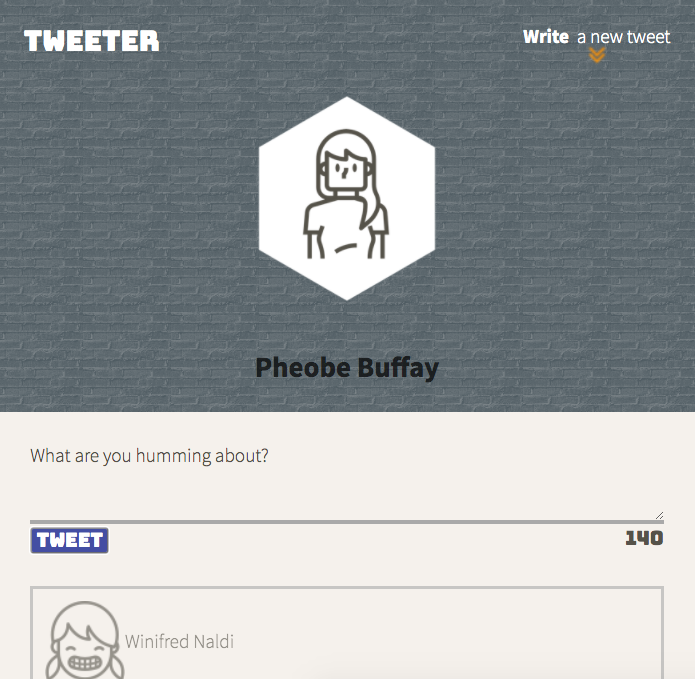 TWEETER
Write a new tweet
Pheobe Buffay
What are you humming about?
TWEET
140
Winifred Naldi